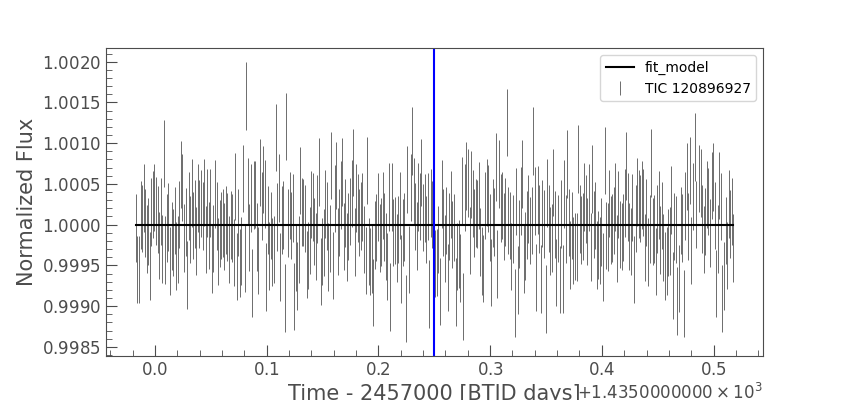 1.0020
1.0015
1.0010
1.0005
1.0000
0.9995
0.9990
0.9985
Normalized Flux
fit_model
TIC 120896927
0.0
0.1
0.2
0.3
0.4
0.5
Time - 2457000 [BTJD days]
+1.4350000000 × 10³